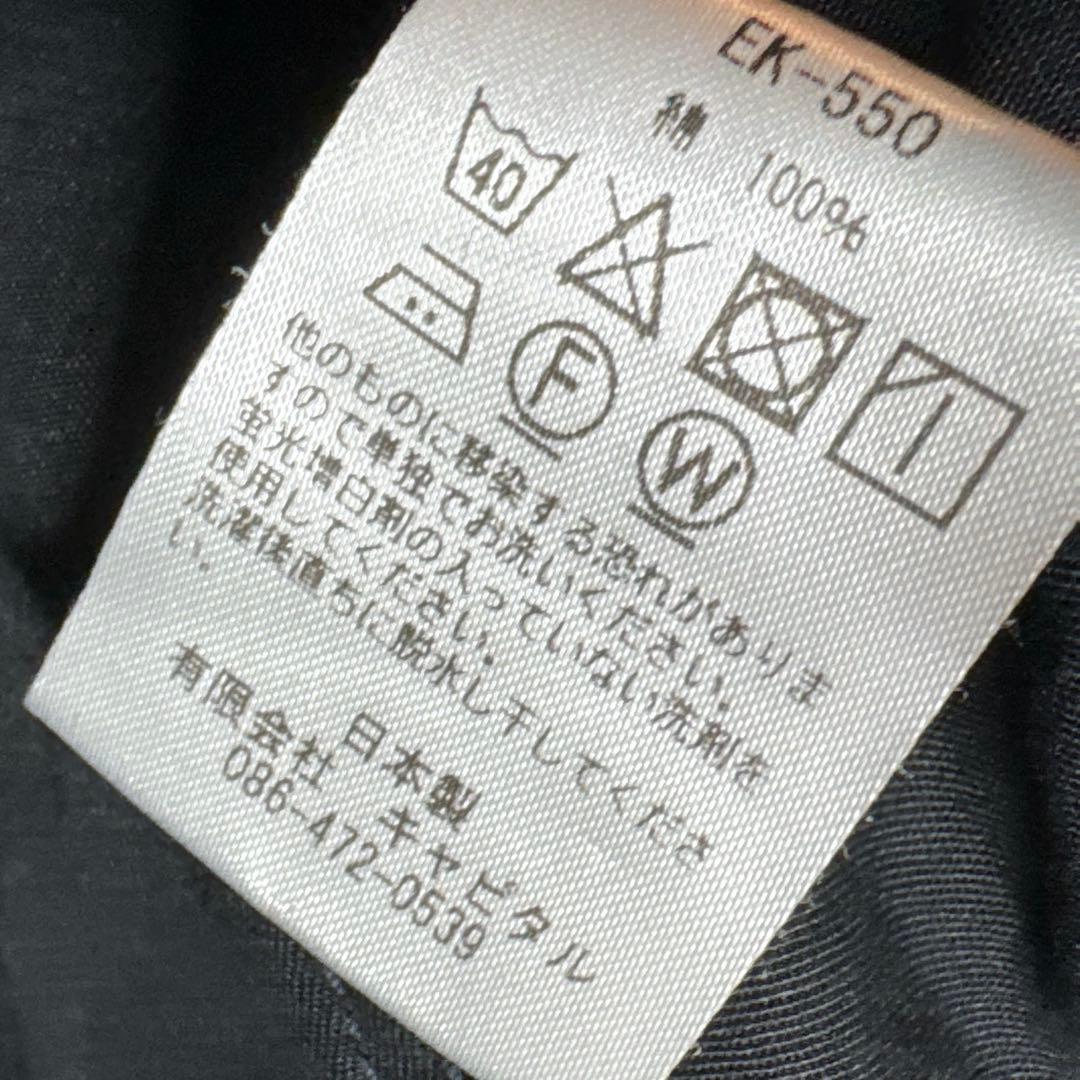 EK-550
綿 100%
40
F
W
他のものに移染する恐れがありま
すので単独でお洗いください。
蛍光増白剤の入っていない洗剤を
使用してください。
洗濯後直ちに脱水し干してくださ
い。
日本製
有限会社 キャピタル
086-472-0539